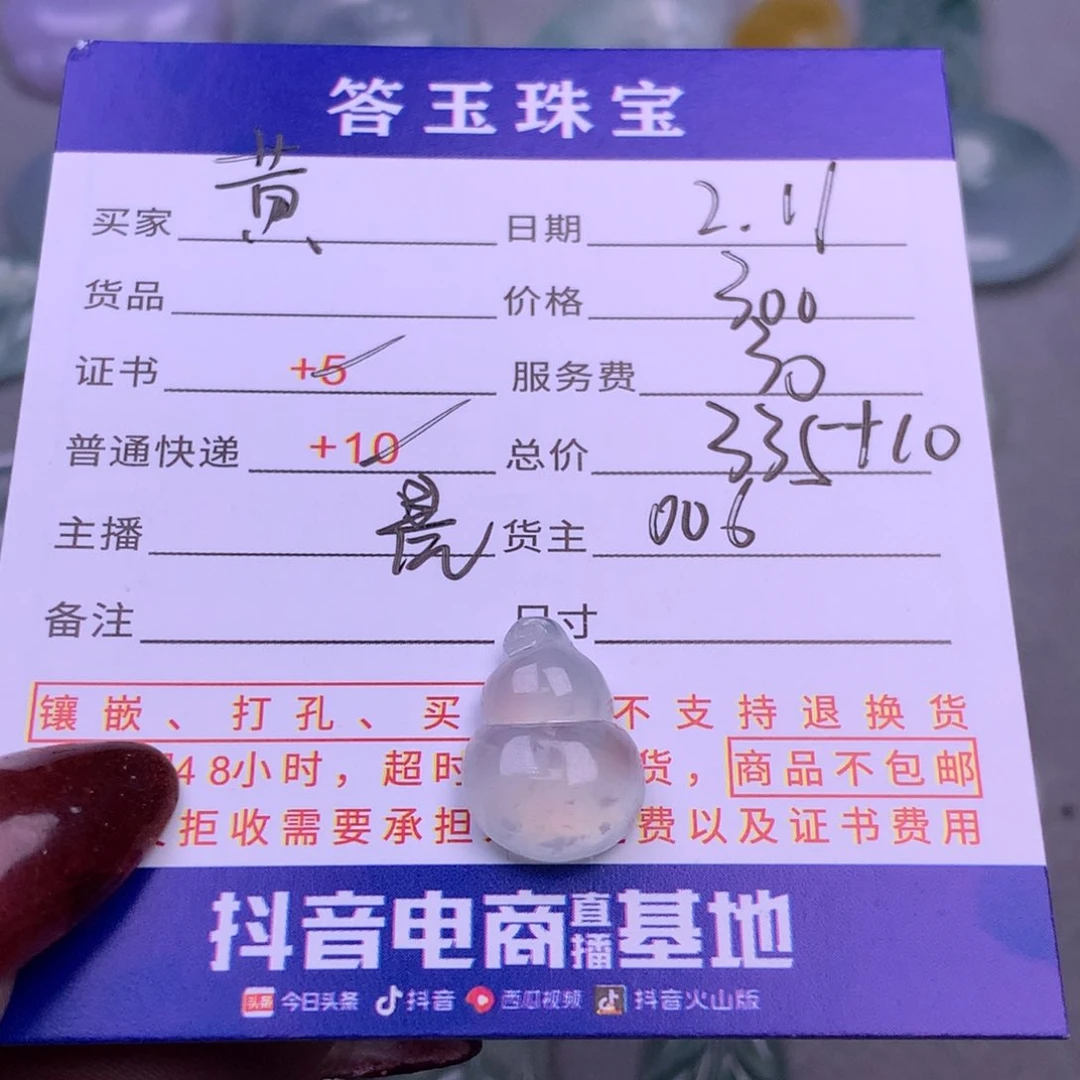 答玉珠宝
买家 黄 日期 2.11
货品 价格 300
证书 +5 服务费 30
普通快递 +10 总价 335+10
主播 晃 货主 006
备注 尺寸
镶嵌、打孔、买 不支持退换货
48小时，超时 货，商品不包邮
拒收需要承担 费以及证书费用
抖音电商直播基地
头条 今日头条 抖音 西瓜视频 抖音火山版